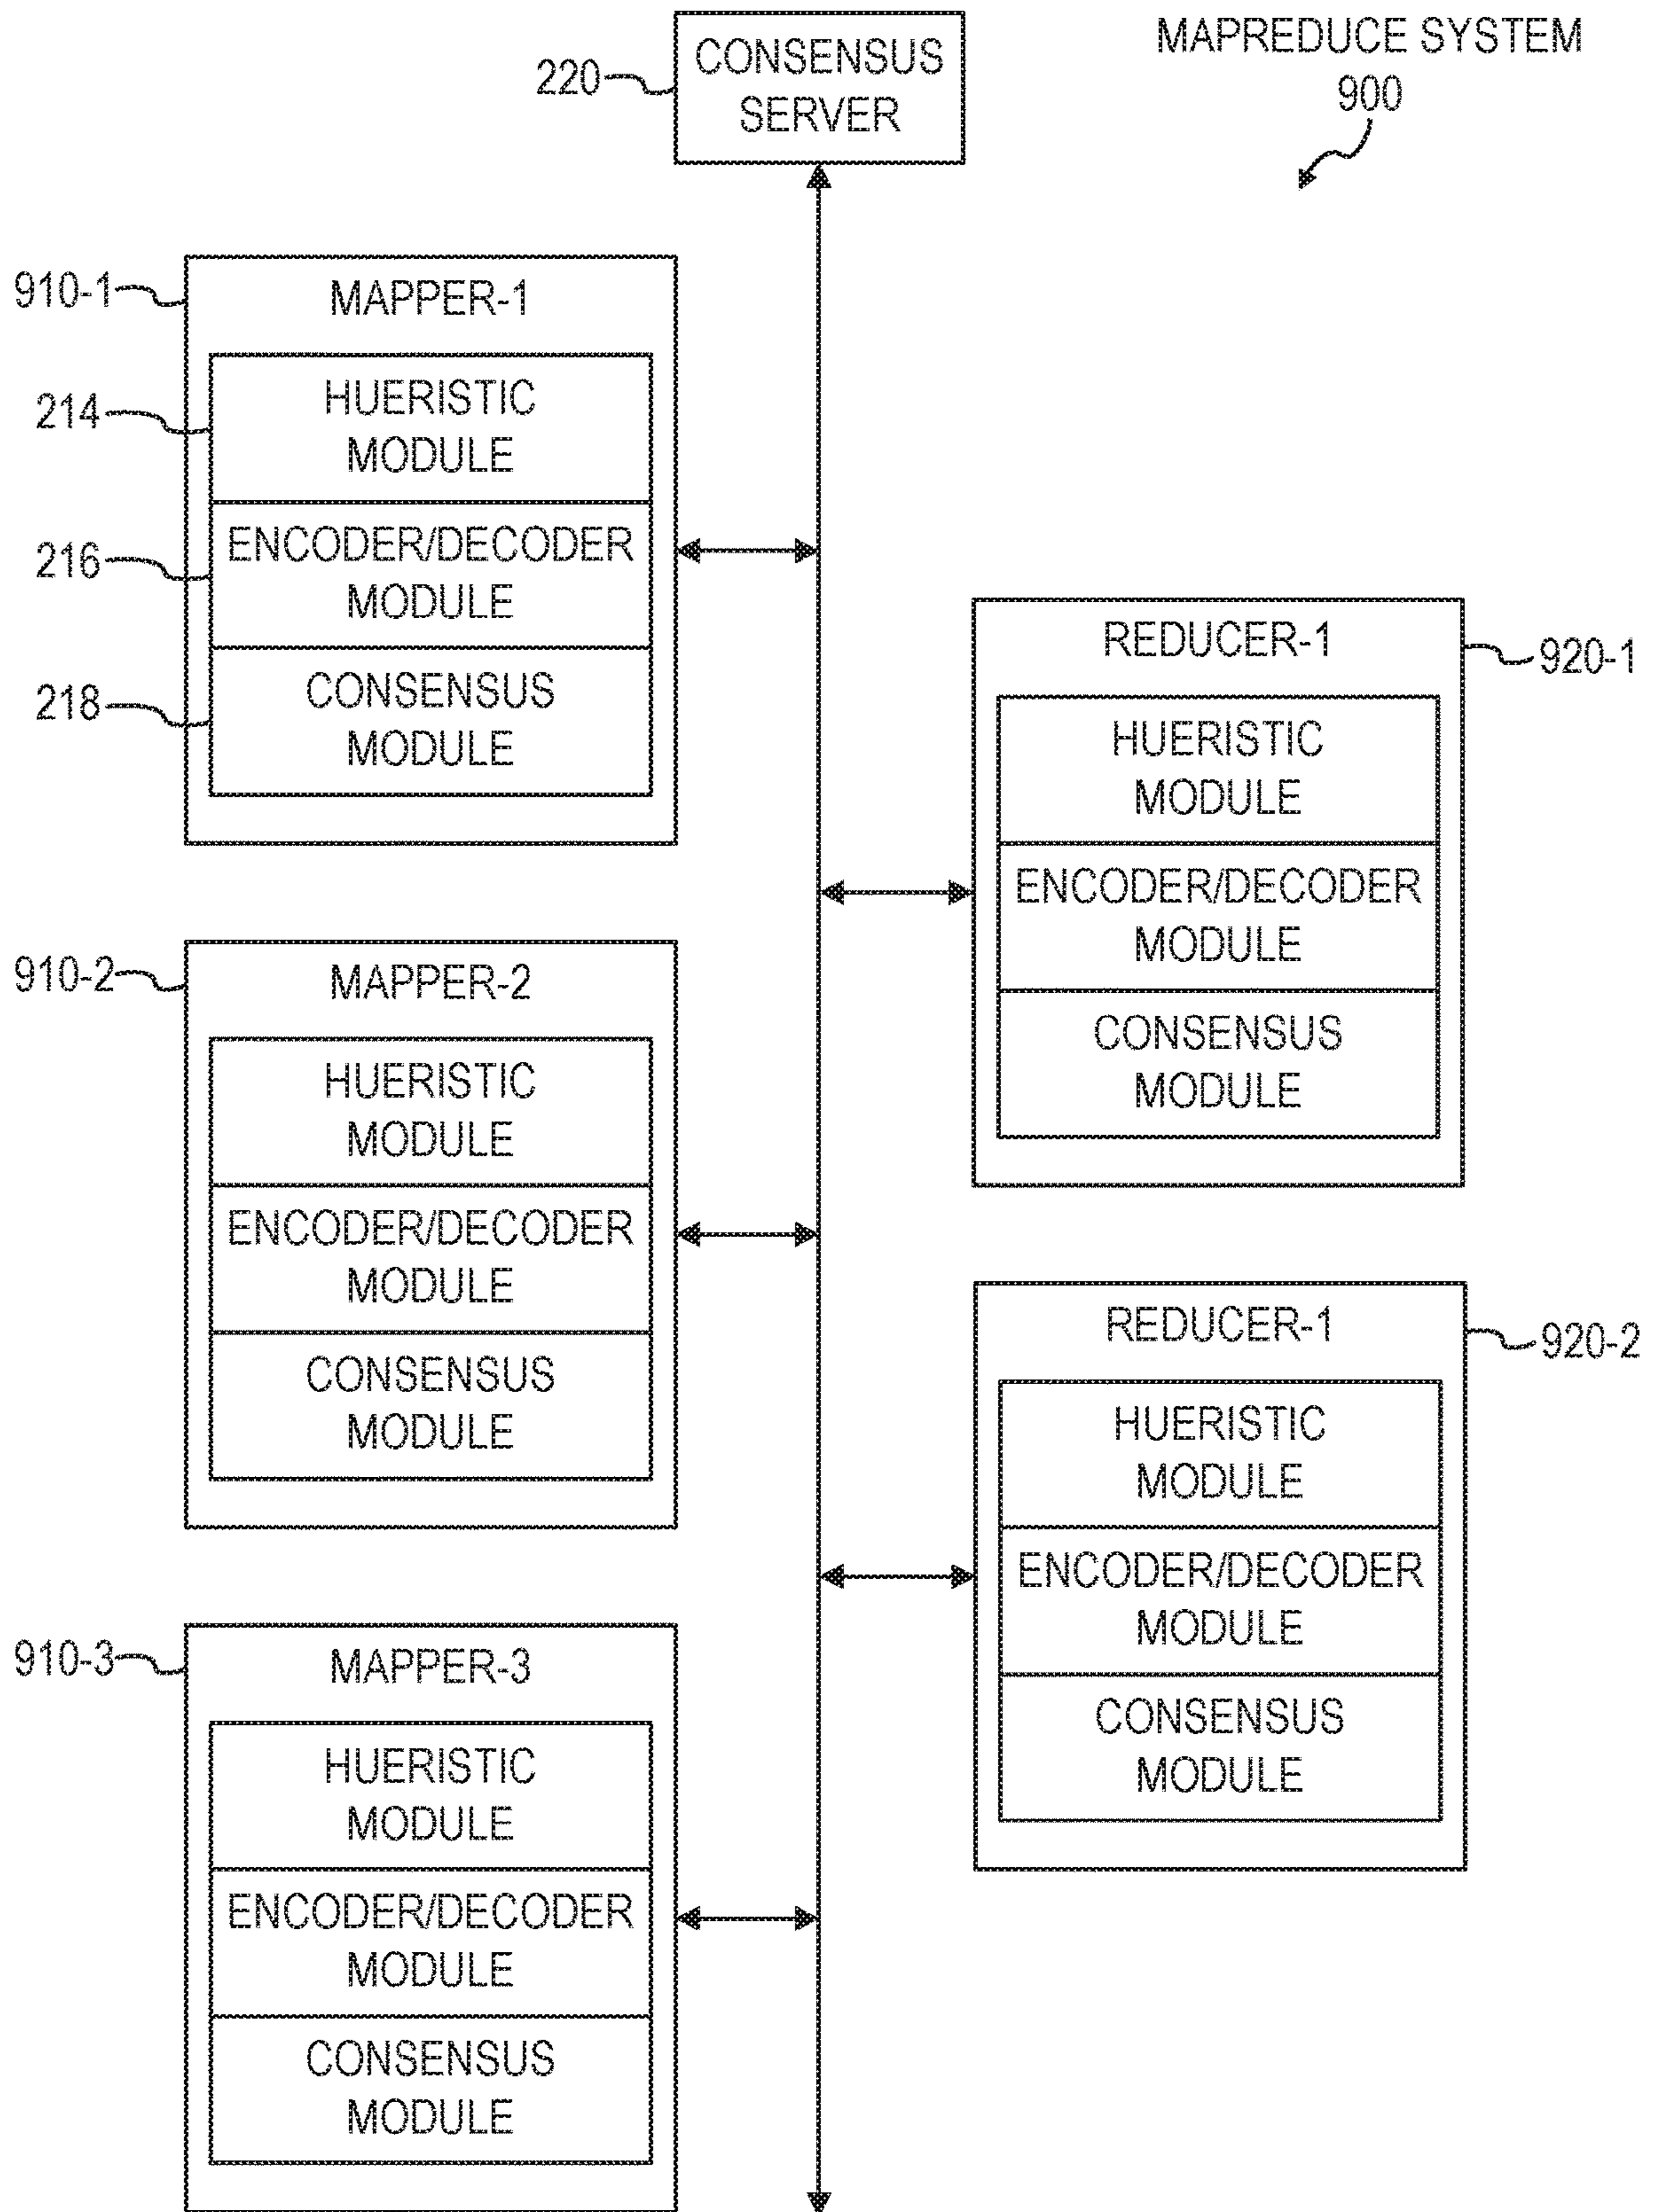 MAPREDUCE SYSTEM
900
220
CONSENSUS
SERVER
910-1
MAPPER-1
214
HUERISTIC
MODULE
216
ENCODER/DECODER
MODULE
218
CONSENSUS
MODULE
REDUCER-1
920-1
HUERISTIC
MODULE
ENCODER/DECODER
MODULE
CONSENSUS
MODULE
910-2
MAPPER-2
HUERISTIC
MODULE
ENCODER/DECODER
MODULE
CONSENSUS
MODULE
REDUCER-1
920-2
HUERISTIC
MODULE
ENCODER/DECODER
MODULE
CONSENSUS
MODULE
910-3
MAPPER-3
HUERISTIC
MODULE
ENCODER/DECODER
MODULE
CONSENSUS
MODULE